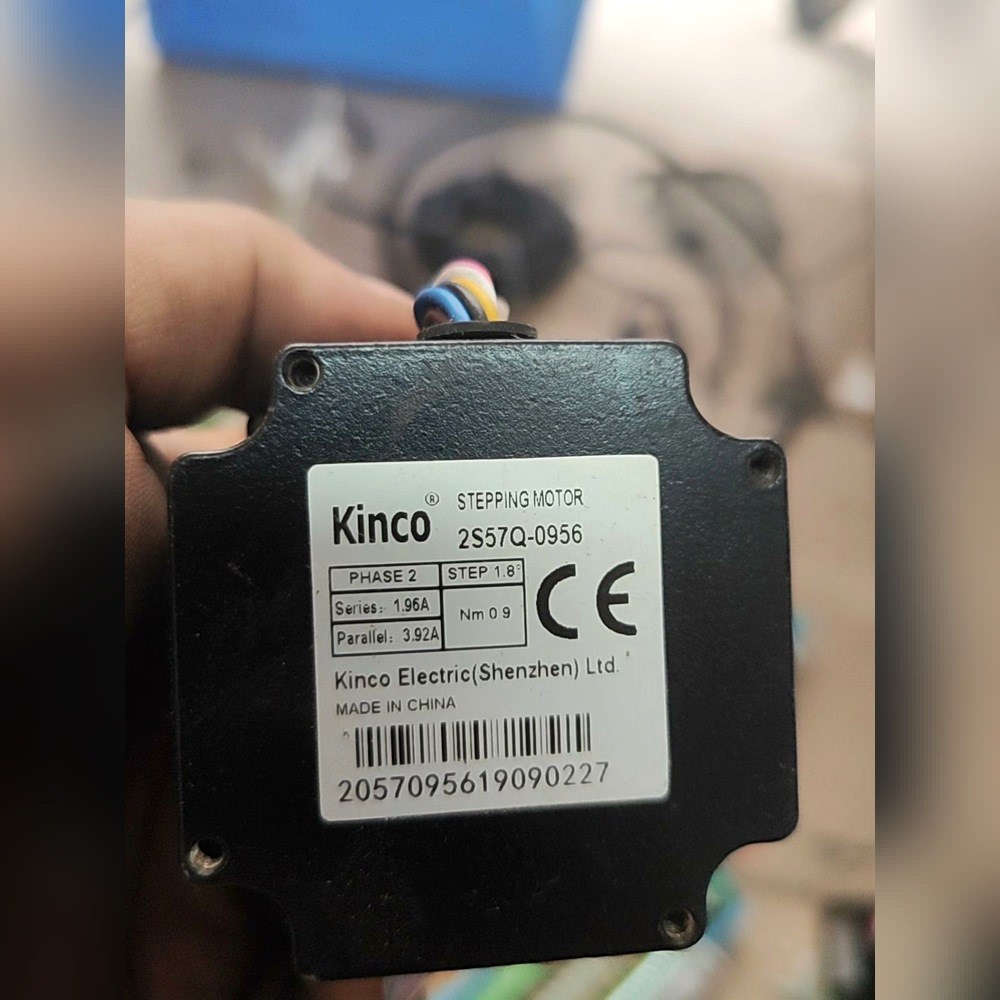 Kinco ®
STEPPING MOTOR
2S57Q-0956
PHASE 2
STEP 1.8°
Series: 1.96A
Nm 0.9
Parallel: 3.92A
CE
Kinco Electric(Shenzhen) Ltd.
MADE IN CHINA
2057095619090227